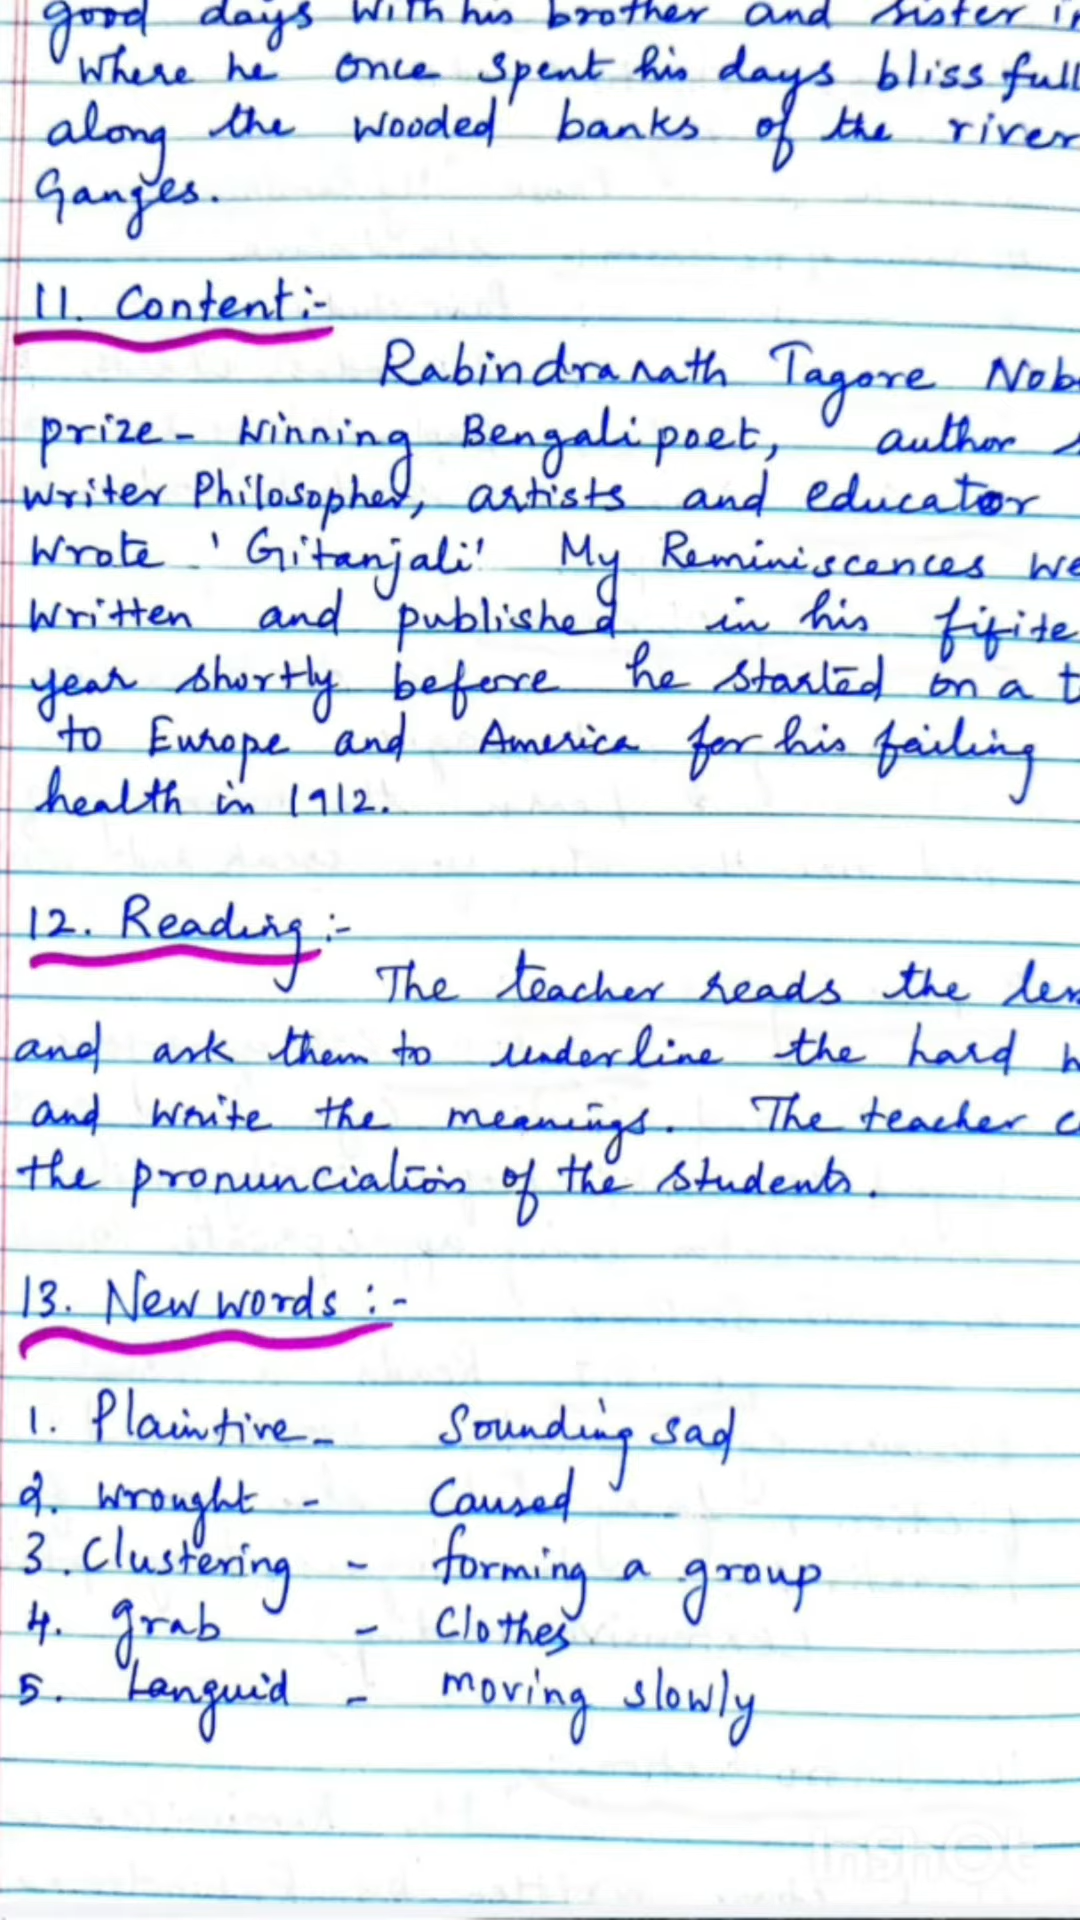 good days with his brother and sister in
where he once spent his days bliss full
along the wooded banks of the river
Ganges.
11. Content:-
Rabindranath Tagore Nob
prize - winning Bengali poet, author
writer Philosopher, artists and educator
wrote 'Gitanjali' My Reminiscences we
written and published in his fifite
year shortly before he started on a t
to Europe and America for his failing
health in 1912.
12. Reading :-
The teacher reads the les
and ask them to underline the hard w
and write the meanings. The teacher c
the pronunciation of the students.
13. New words :-
1. Plaintive - Sounding sad
2. wrought - Caused
3. Clustering - forming a group
4. grab - Clothes
5. Languid - moving slowly
InShOt